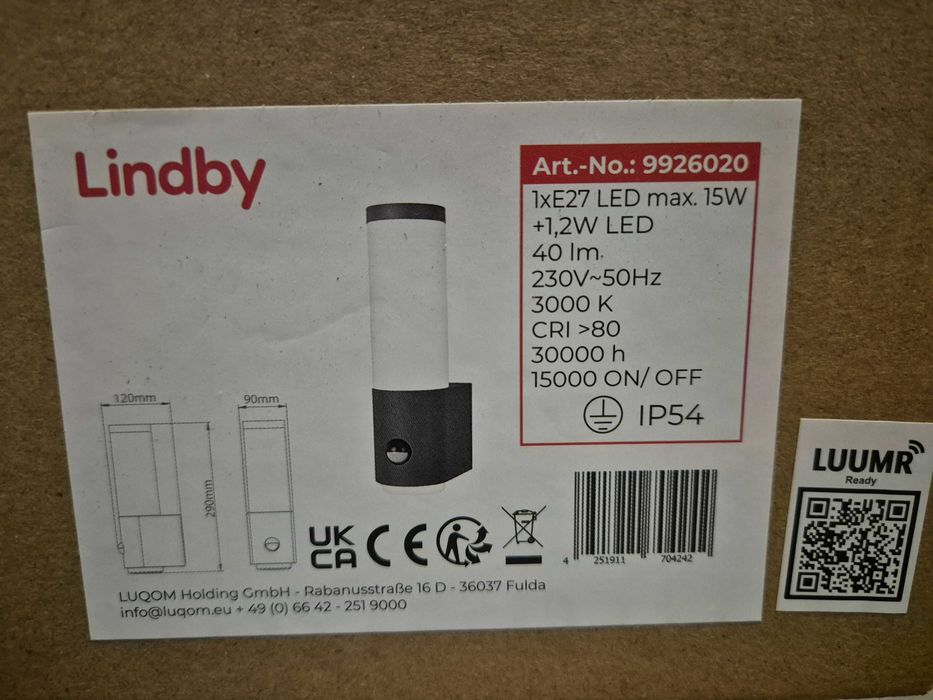 Lindby
Art.-No.: 9926020
1xE27 LED max. 15W
+1,2W LED
40 lm
230V~50Hz
3000 K
CRI >80
30000 h
15000 ON/ OFF
IP54
120mm
90mm
290mm
UK
CA
CE
4 251911 704242
LUQOM Holding GmbH - Rabanusstraße 16 D - 36037 Fulda
info@luqom.eu + 49 (0) 66 42 - 251 9000
LUUMR
Ready